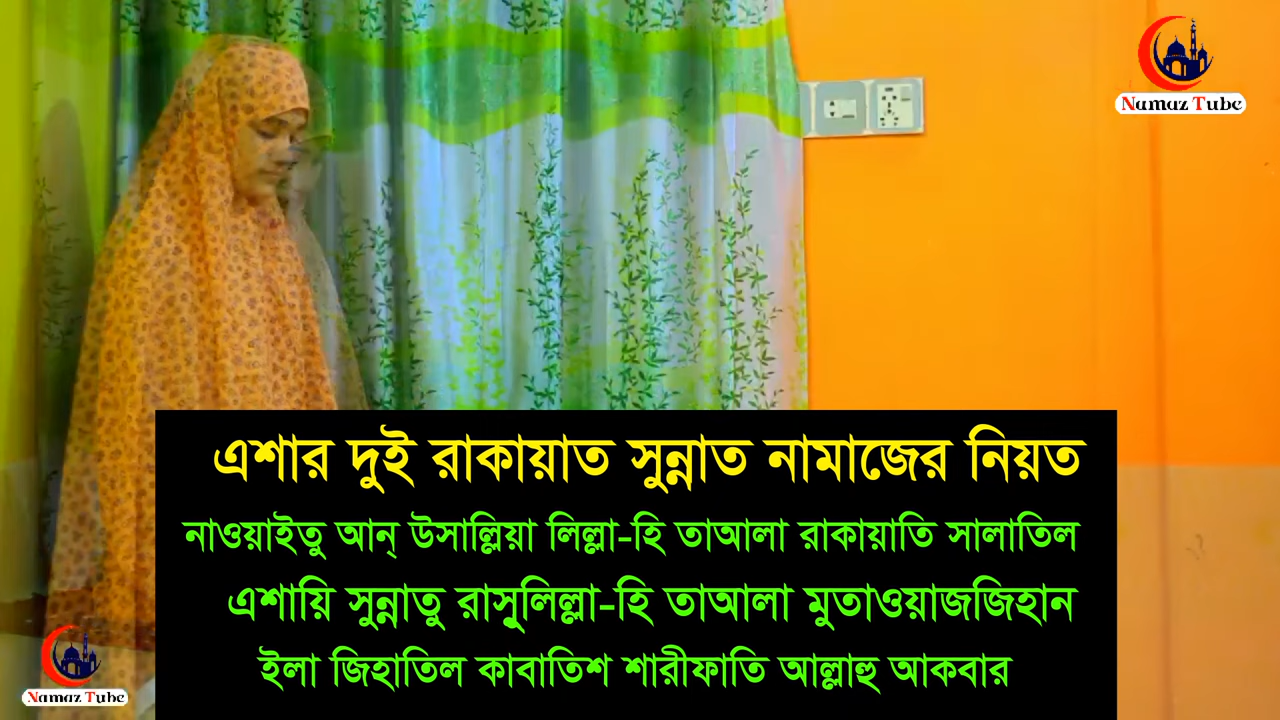 Namaz Tube
এশার দুই রাকায়াত সুন্নাত নামাজের নিয়ত
নাওয়াইতু আন্ উসাল্লিয়া লিল্লা-হি তাআলা রাকায়াতি সালাতিল
এশায়ি সুন্নাতু রাসুূলিল্লা-হি তাআলা মুতাওয়াজজিহান
ইলা জিহাতিল কাবাতিশ শারীফাতি আল্লাহু আকবার
Namaz Tube